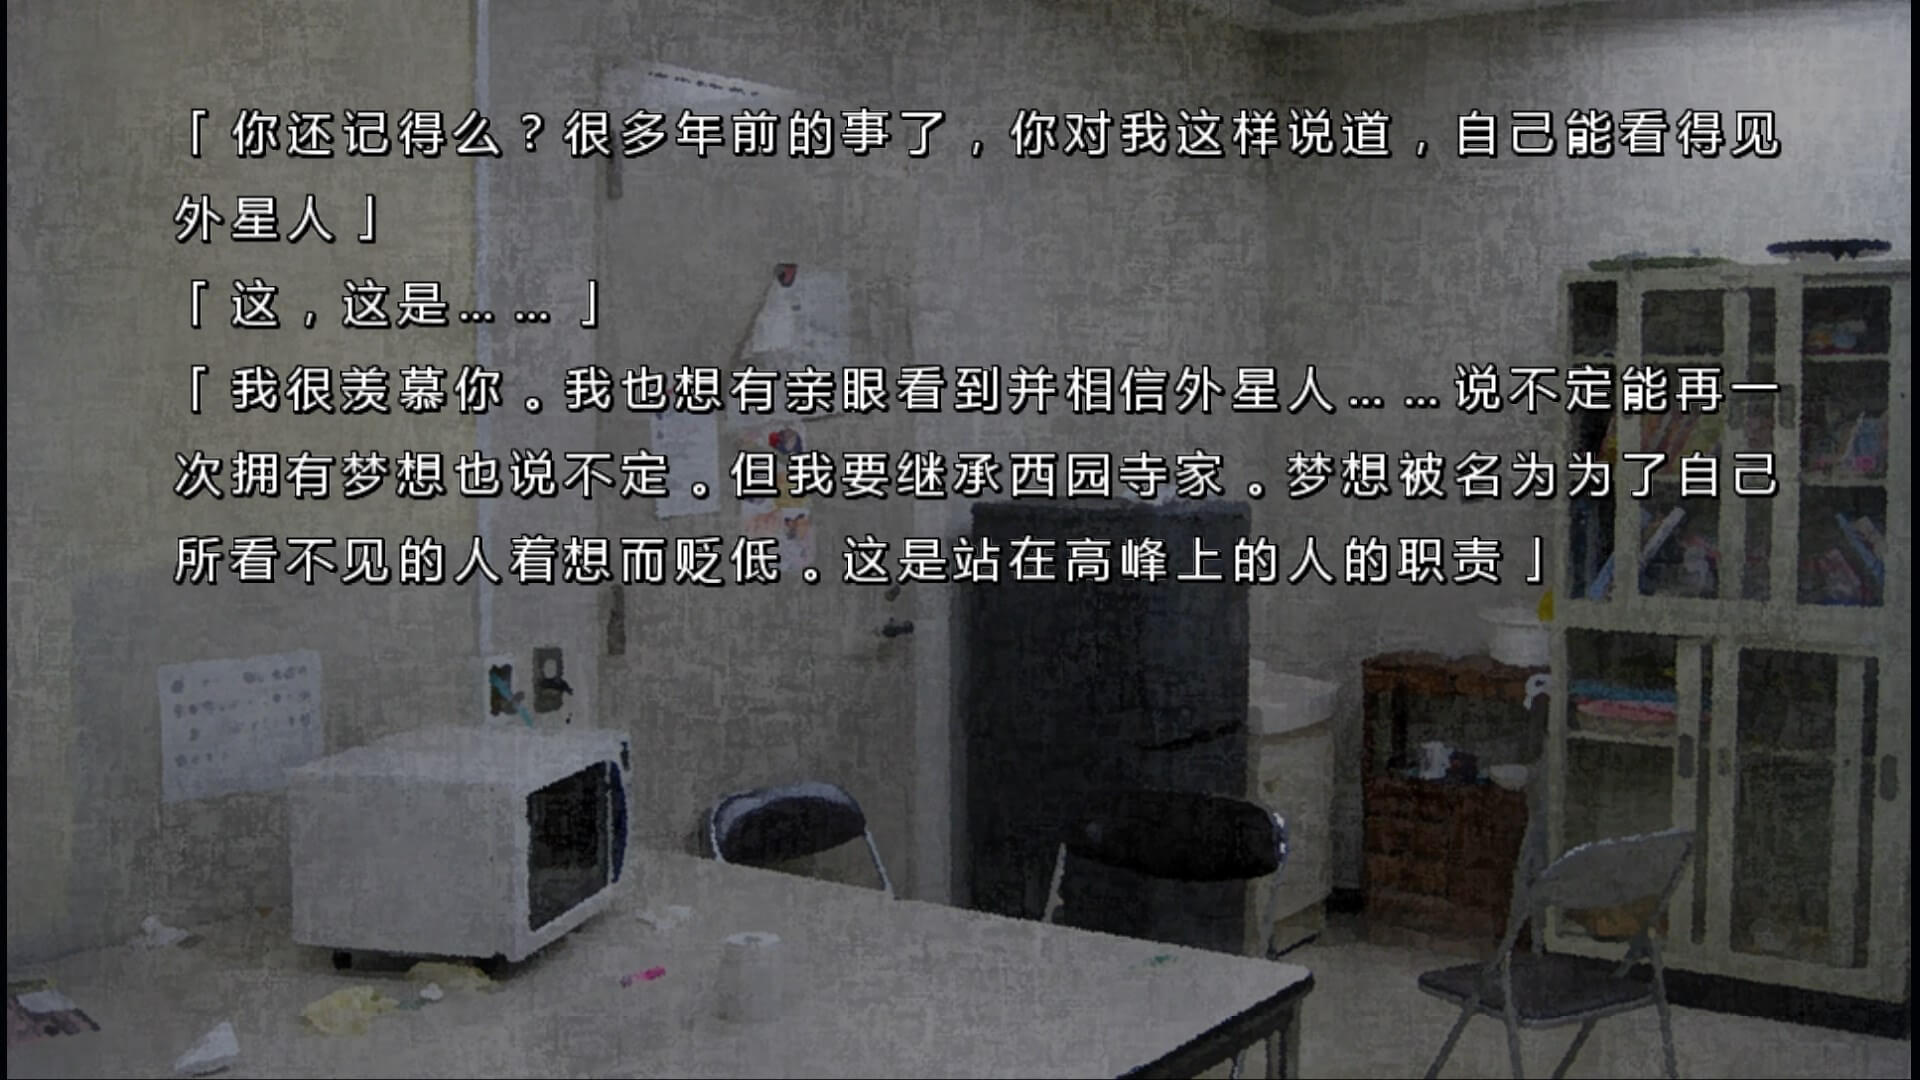 「你还记得么？很多年前的事了，你对我这样说道，自己能看得见
外星人」
「这，这是……」
「我很羡慕你。我也想有亲眼看到并相信外星人……说不定能再一
次拥有梦想也说不定。但我要继承西园寺家。梦想被名为为了自己
所看不见的人着想而贬低。这是站在高峰上的人的职责」